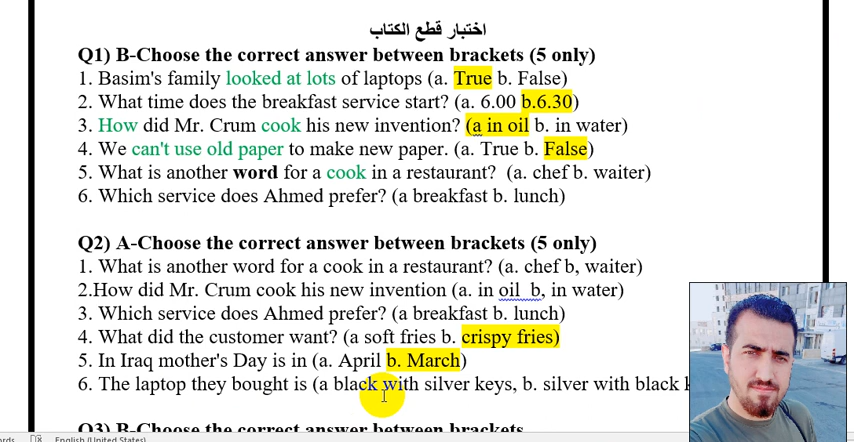 اختبار قطع الكتاب
Q1) B-Choose the correct answer between brackets (5 only)
1. Basim's family looked at lots of laptops (a. True b. False)
2. What time does the breakfast service start? (a. 6.00 b.6.30)
3. How did Mr. Crum cook his new invention? (a in oil b. in water)
4. We can't use old paper to make new paper. (a. True b. False)
5. What is another word for a cook in a restaurant? (a. chef b. waiter)
6. Which service does Ahmed prefer? (a breakfast b. lunch)
Q2) A-Choose the correct answer between brackets (5 only)
1. What is another word for a cook in a restaurant? (a. chef b, waiter)
2.How did Mr. Crum cook his new invention (a. in oil b, in water)
3. Which service does Ahmed prefer? (a breakfast b. lunch)
4. What did the customer want? (a soft fries b. crispy fries)
5. In Iraq mother's Day is in (a. April b. March)
6. The laptop they bought is (a black with silver keys, b. silver with black
Q3) B-Choose the correct answer between brackets
English (United States)